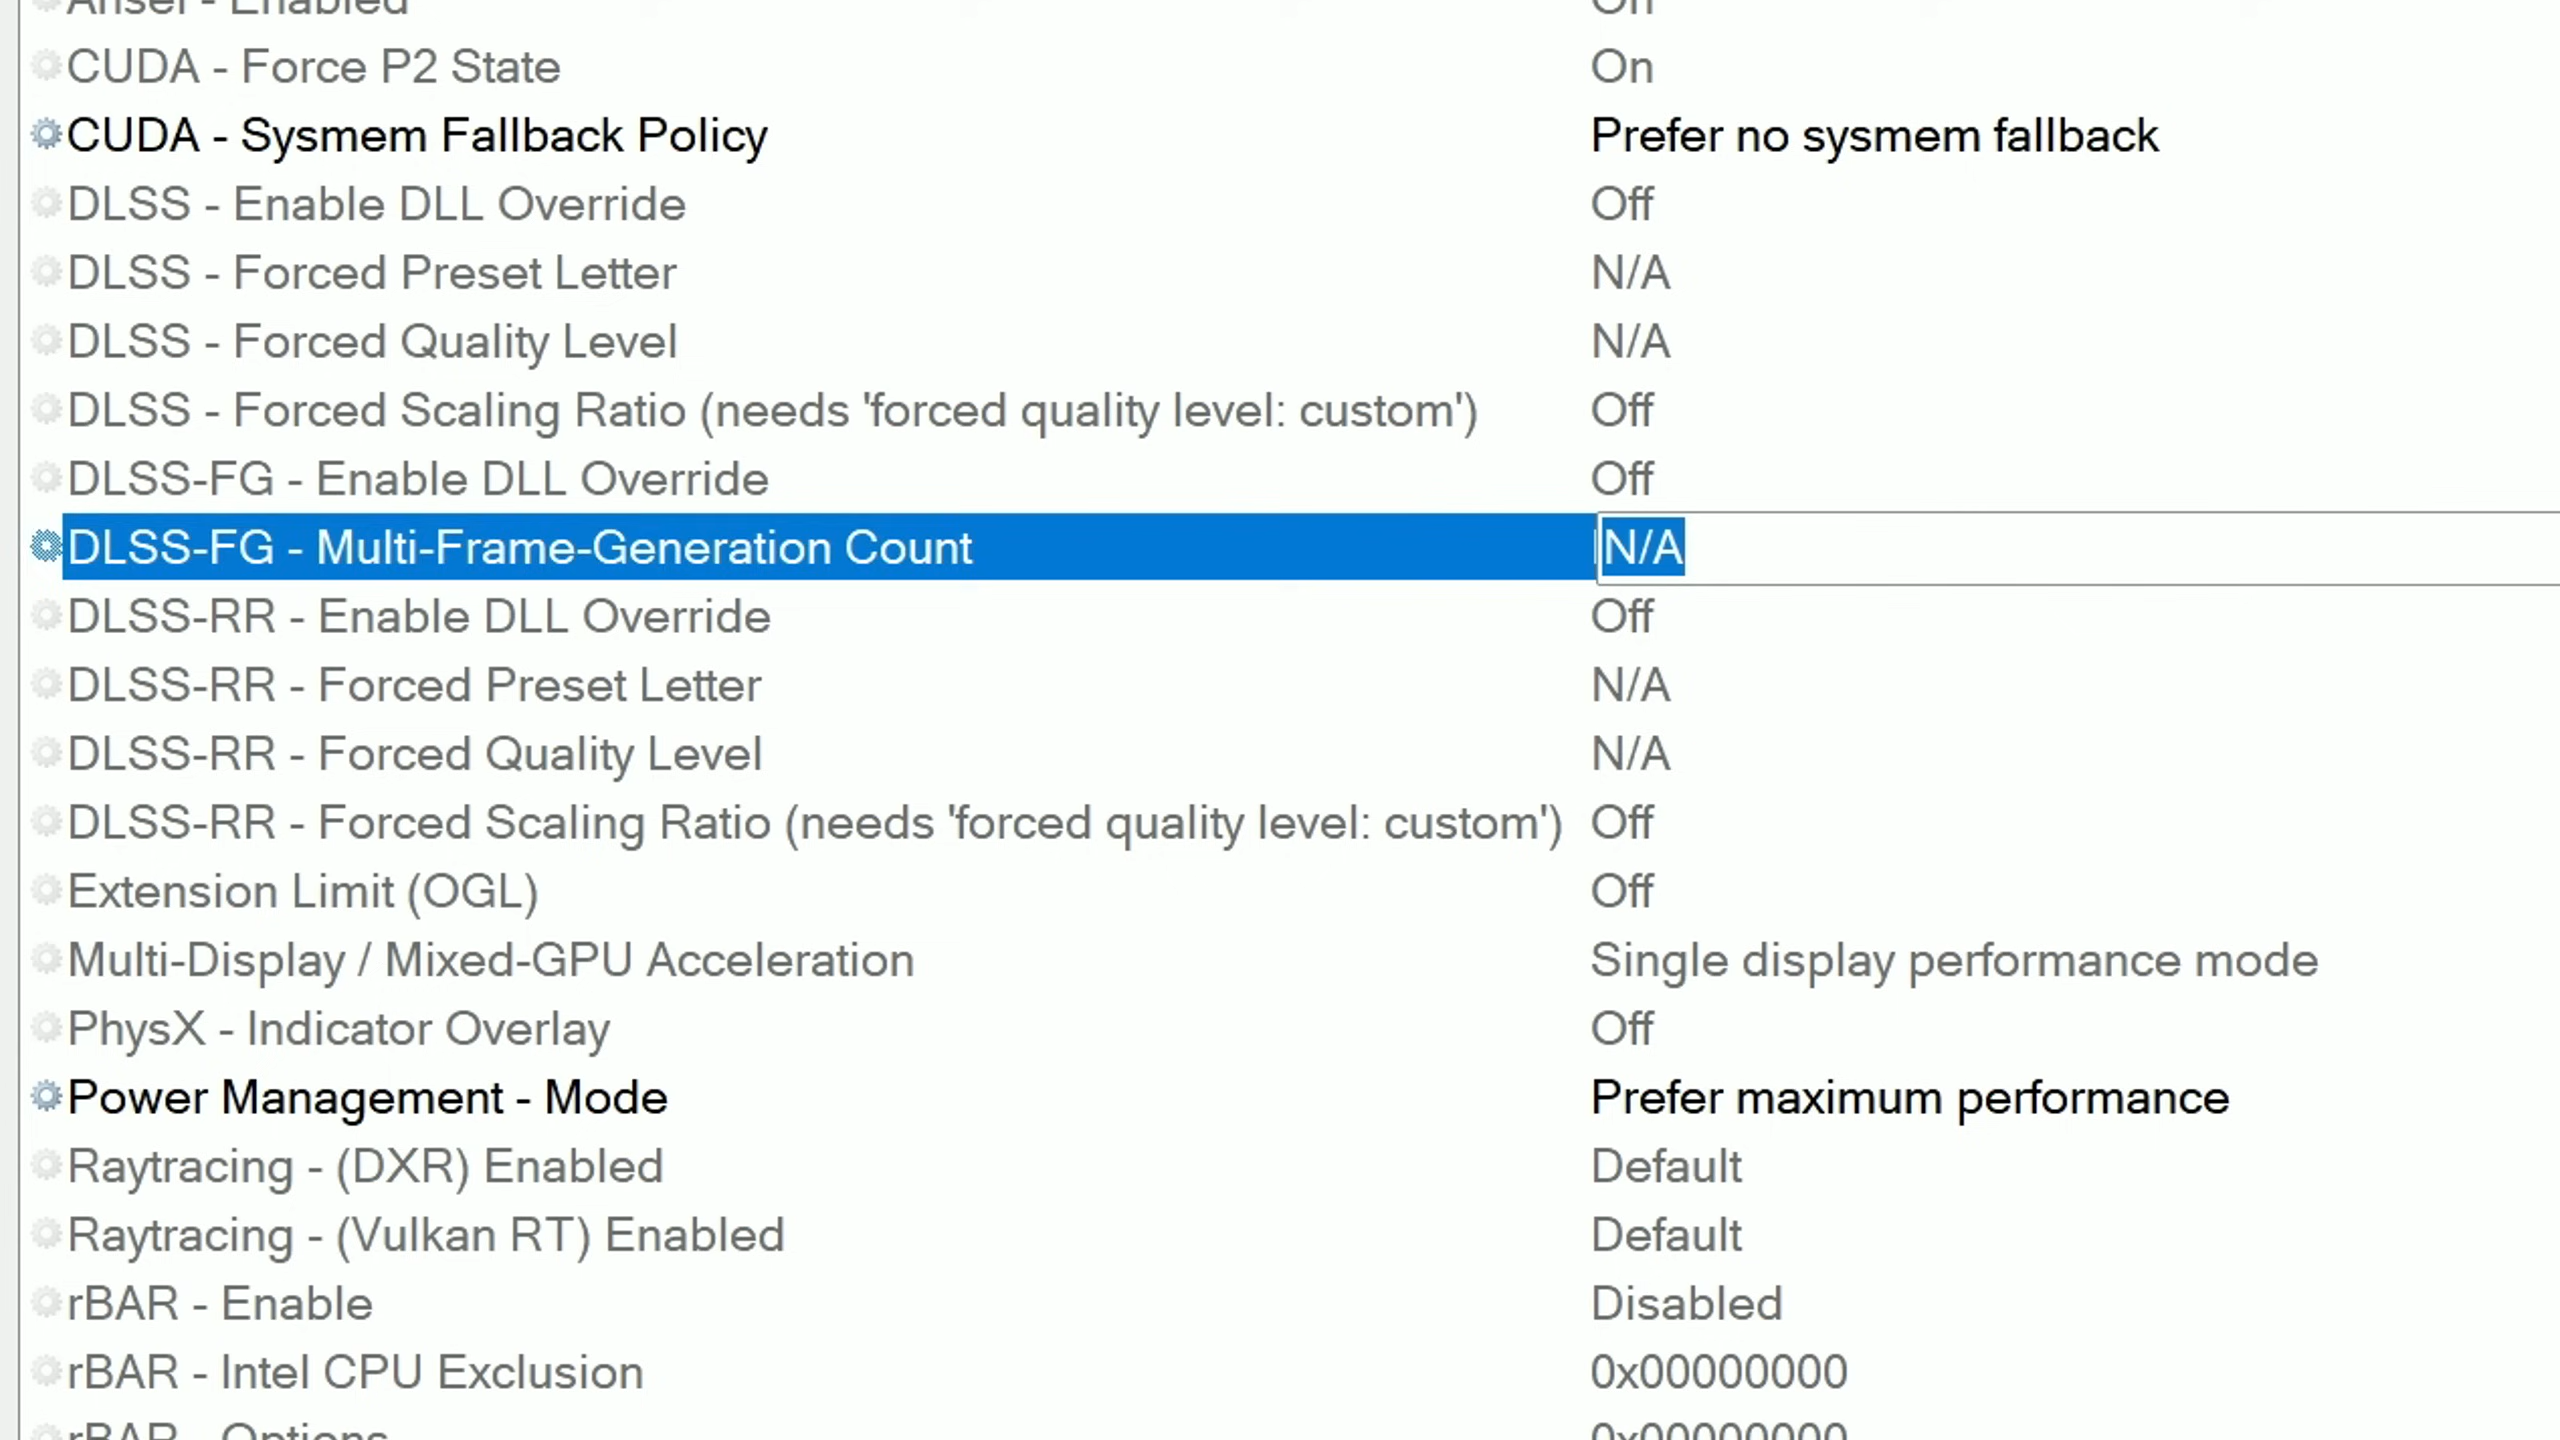 Ansel - Enabled On
CUDA - Force P2 State On
CUDA - Sysmem Fallback Policy Prefer no sysmem fallback
DLSS - Enable DLL Override Off
DLSS - Forced Preset Letter N/A
DLSS - Forced Quality Level N/A
DLSS - Forced Scaling Ratio (needs 'forced quality level: custom') Off
DLSS-FG - Enable DLL Override Off
DLSS-FG - Multi-Frame-Generation Count N/A
DLSS-RR - Enable DLL Override Off
DLSS-RR - Forced Preset Letter N/A
DLSS-RR - Forced Quality Level N/A
DLSS-RR - Forced Scaling Ratio (needs 'forced quality level: custom') Off
Extension Limit (OGL) Off
Multi-Display / Mixed-GPU Acceleration Single display performance mode
PhysX - Indicator Overlay Off
Power Management - Mode Prefer maximum performance
Raytracing - (DXR) Enabled Default
Raytracing - (Vulkan RT) Enabled Default
rBAR - Enable Disabled
rBAR - Intel CPU Exclusion 0x00000000
rBAR - Options 0x00000000